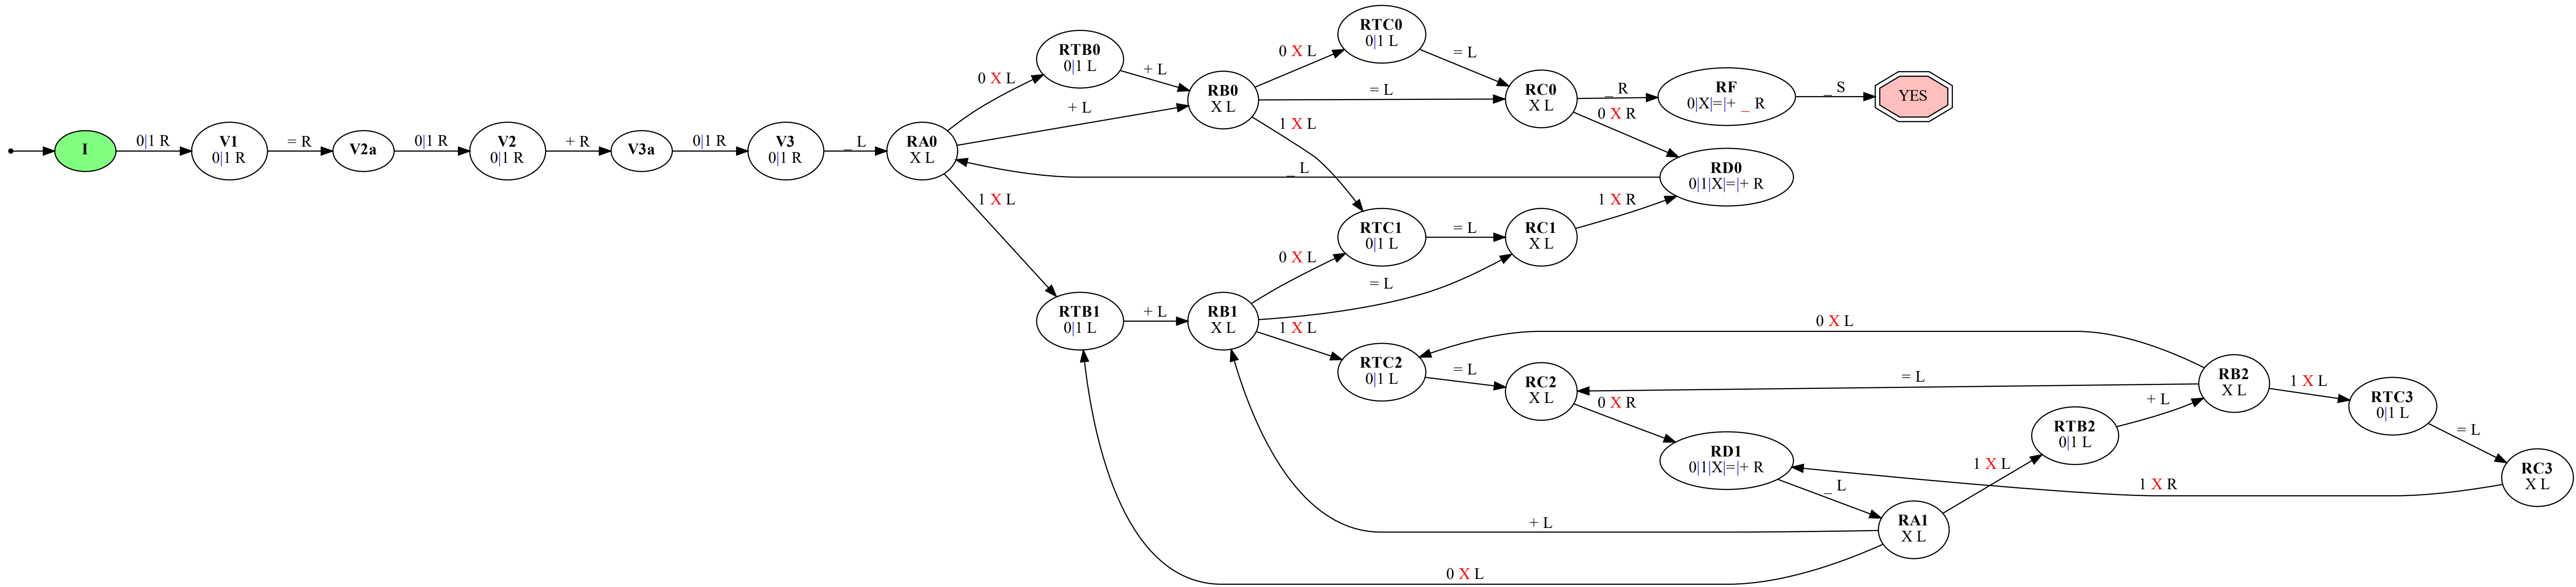 I
0|1 R
V1
0|1 R
= R
V2a
0|1 R
V2
0|1 R
+ R
V3a
0|1 R
V3
0|1 R
_ L
RA0
X L
0 X L
+ L
1 X L
RTB0
0|1 L
+ L
RB0
X L
0 X L
= L
1 X L
RTC0
0|1 L
= L
RC0
X L
_ R
0 X R
RF
0|X|=|+ _ R
_ S
YES
RD0
0|1|X|=|+ R
_ L
RTC1
0|1 L
= L
RC1
X L
1 X R
RTB1
0|1 L
+ L
RB1
X L
0 X L
= L
1 X L
RTC2
0|1 L
= L
RC2
X L
0 X R
RD1
0|1|X|=|+ R
_ L
RA1
X L
1 X L
+ L
0 X L
RTB2
0|1 L
+ L
RB2
X L
0 X L
= L
1 X L
RTC3
0|1 L
= L
RC3
X L
1 X R